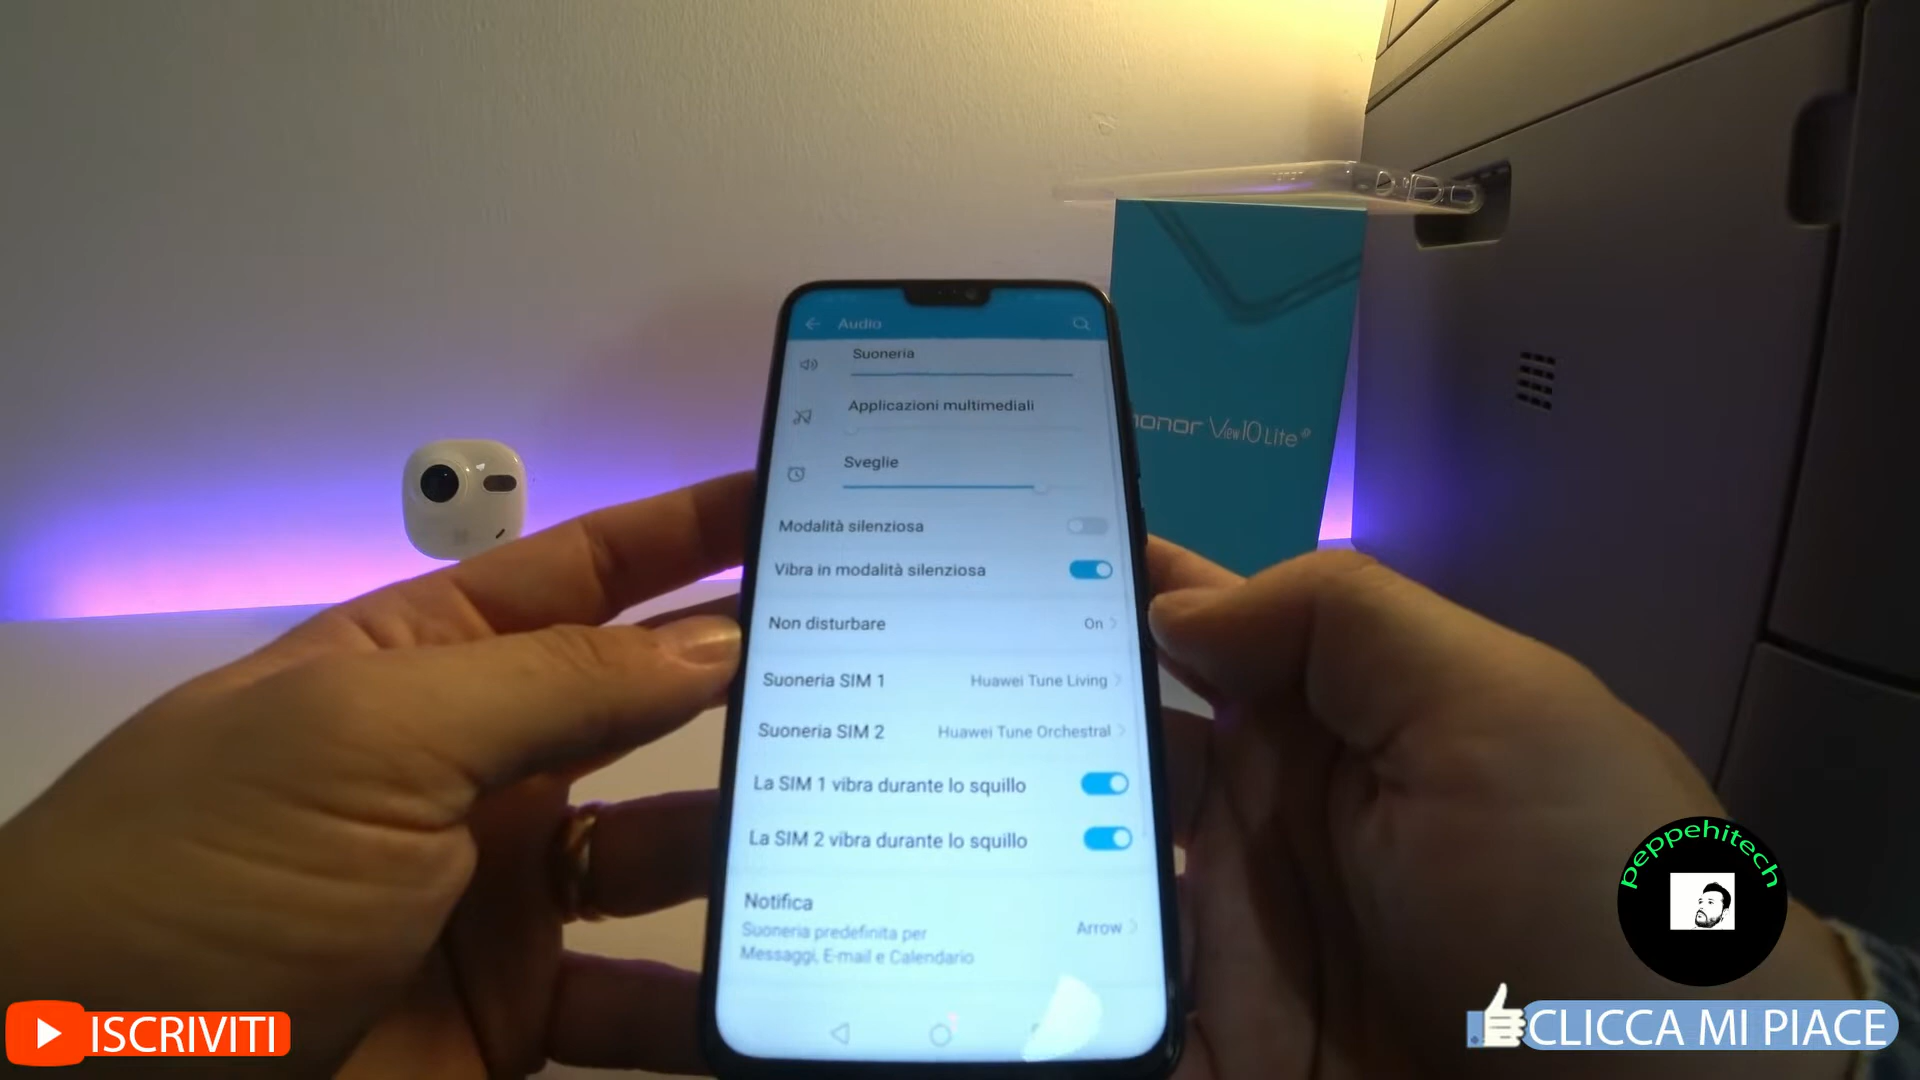 Audio
Suoneria
Applicazioni multimediali
Sveglie
Modalità silenziosa
Vibra in modalità silenziosa
Non disturbare On
Suoneria SIM 1 Huawei Tune Living
Suoneria SIM 2 Huawei Tune Orchestral
La SIM 1 vibra durante lo squillo
La SIM 2 vibra durante lo squillo
Notifica
Suoneria predefinita per
Messaggi, E-mail e Calendario
Arrow
honor View10 Lite
peppehitech
ISCRIVITI
CLICCA MI PIACE